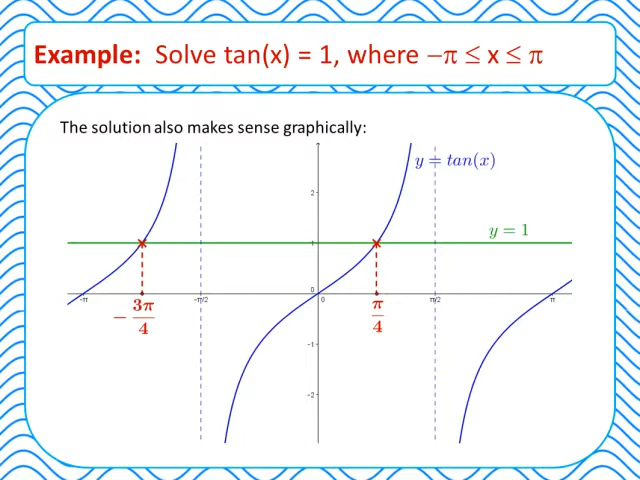 Example: Solve tan(x) = 1, where −π ≤ x ≤ π
The solution also makes sense graphically:
y = tan(x)
2
y = 1
1
0
-π
-π/2
0
π/2
π
− 3π/4
π/4
-1
-2